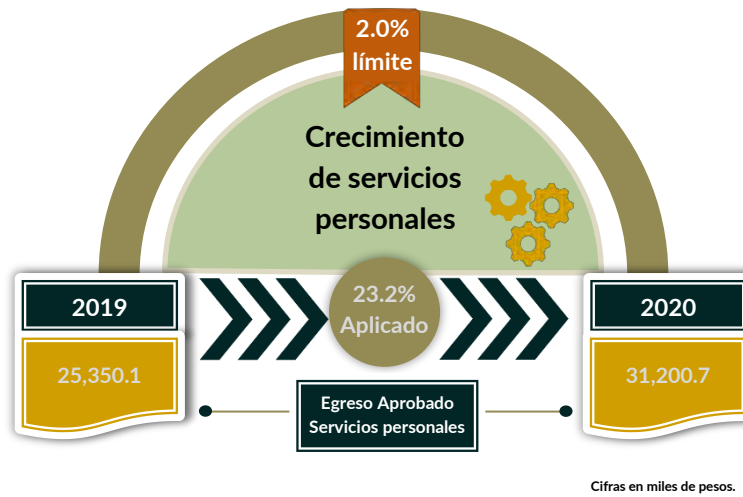 2.0%
límite
Crecimiento
de servicios
personales
2019
23.2%
Aplicado
2020
25,350.1
31,200.7
Egreso Aprobado
Servicios personales
Cifras en miles de pesos.